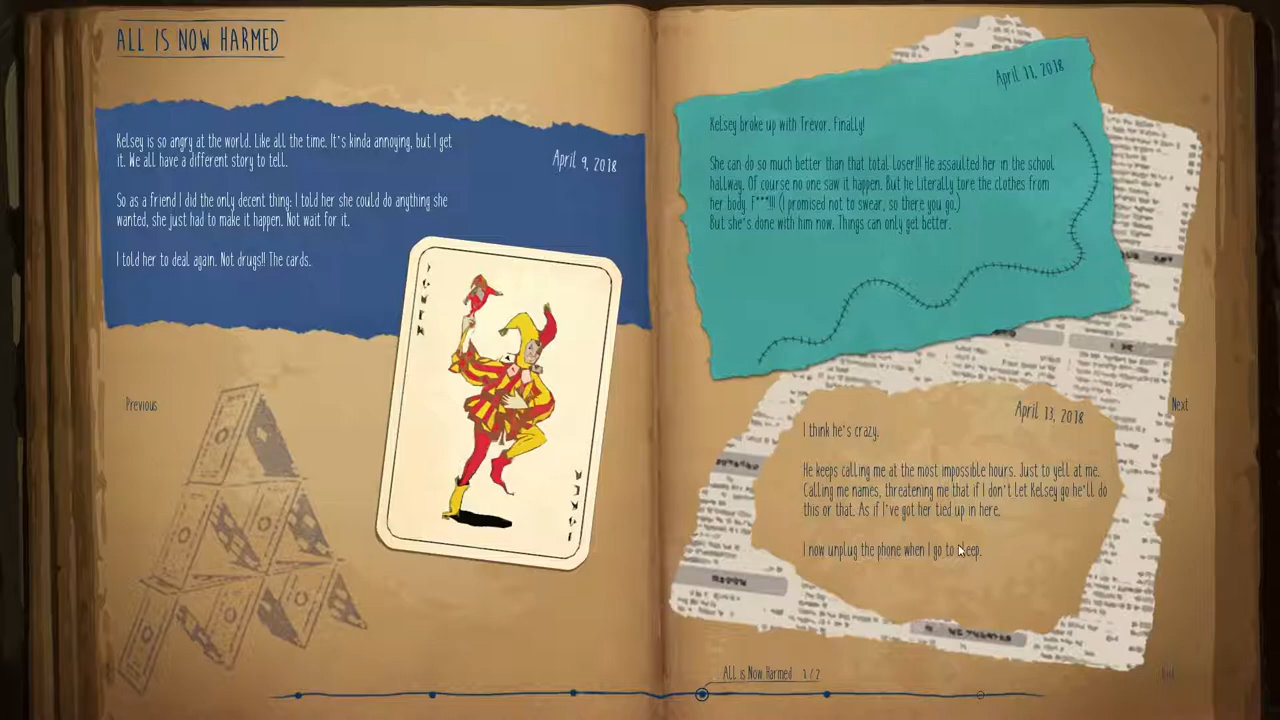 ALL IS NOW HARMED
Kelsey is so angry at the world. Like all the time. It's kinda annoying, but I get
it. We all have a different story to tell.
April 9, 2018
So as a friend I did the only decent thing: I told her she could do anything she
wanted, she just had to make it happen. Not wait for it.
I told her to deal again. Not drugs!! The cards.
JOKER
JOKER
Previous
April 11, 2018
Kelsey broke up with Trevor. Finally!
She can do so much better than that total loser!!! He assaulted her in the school
hallway. Of course no one saw it happen. But he literally tore the clothes from
her body. F***!!! (I promised not to swear, so there you go.)
But she's done with him now. Things can only get better.
April 13, 2018
I think he's crazy.
He keeps calling me at the most impossible hours. Just to yell at me.
Calling me names, threatening me that if I don't let Kelsey go he'll do
this or that. As if I've got her tied up in here.
I now unplug the phone when I go to sleep.
Next
ALL is Now Harmed 1 / 2
End